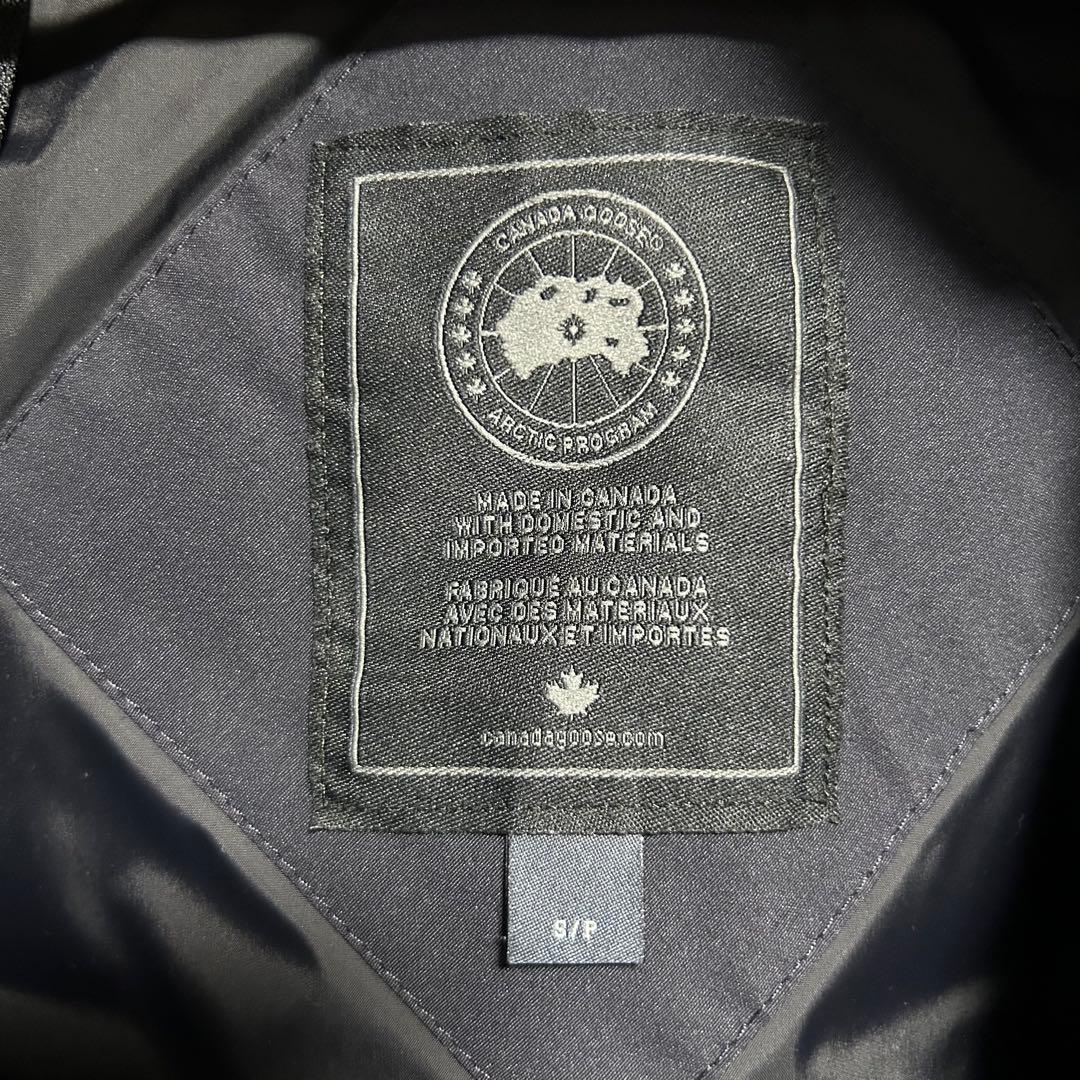 CANADA GOOSE®
ARCTIC PROGRAM
MADE IN CANADA
WITH DOMESTIC AND
IMPORTED MATERIALS
FABRIQUÉ AU CANADA
AVEC DES MATERIAUX
NATIONAUX ET IMPORTES
canadagoose.com
S/P